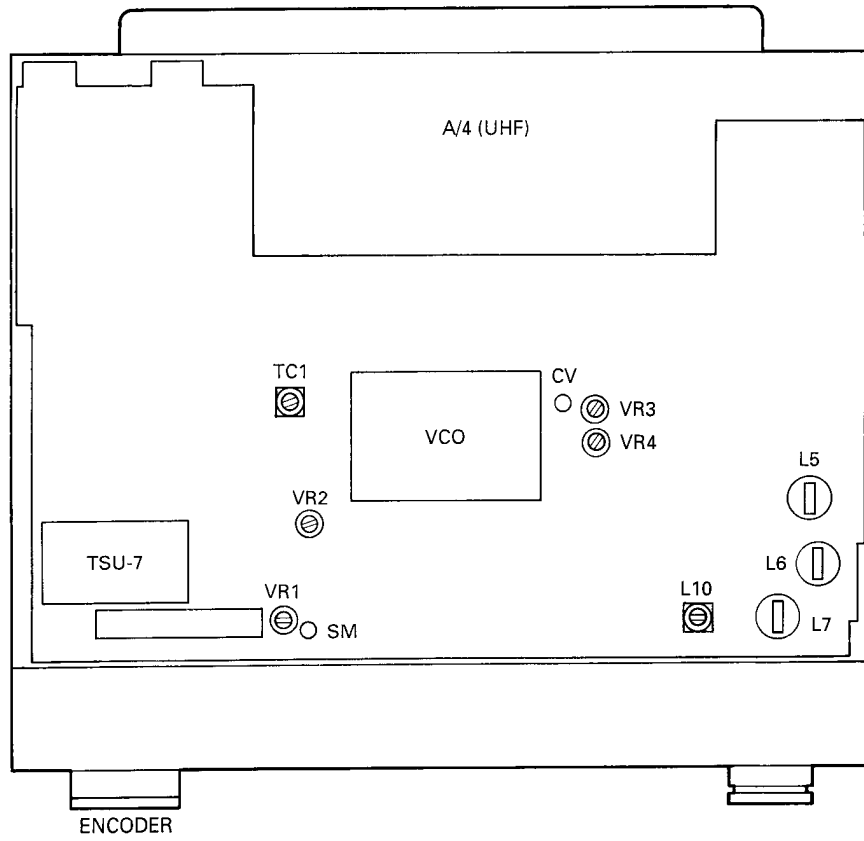 A/4 (UHF)
TC1
CV
VR3
VCO
VR4
L5
VR2
TSU-7
L6
VR1
L10
SM
L7
ENCODER